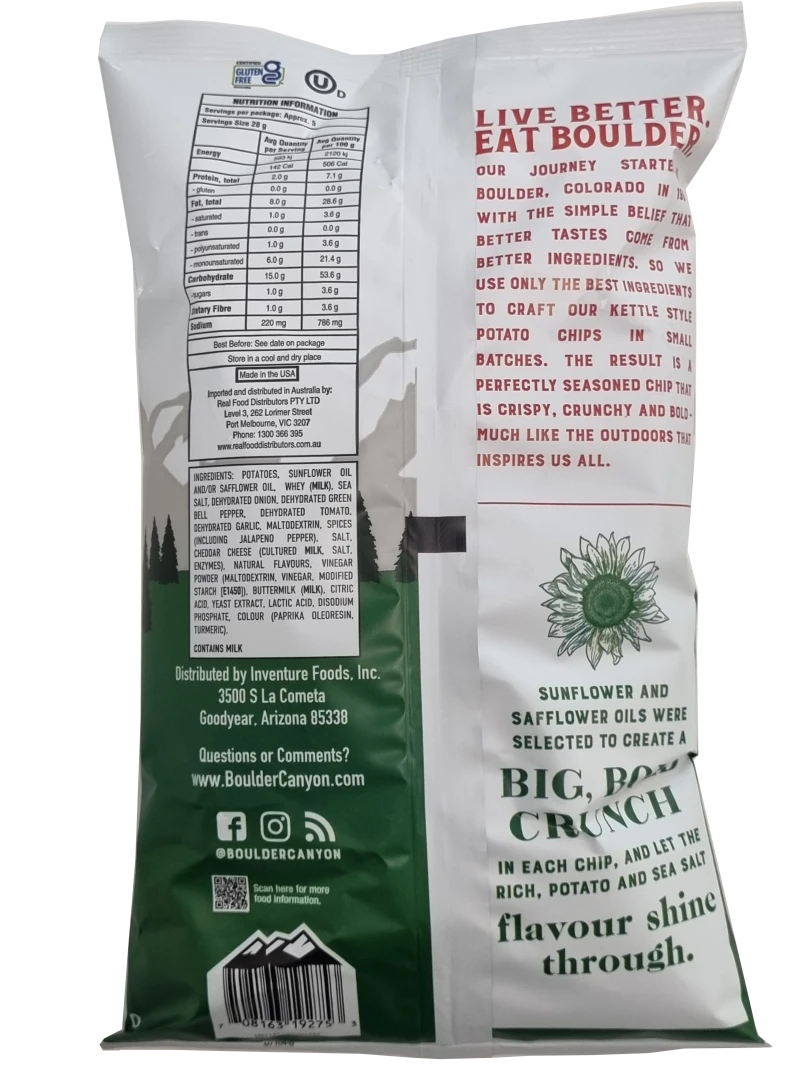 CERTIFIED
GLUTEN
FREE
U D
NUTRITION INFORMATION
Servings per package: Approx. 5
Servings Size 28 g
Avg Quantity per Serving
Avg Quantity per 100 g
Energy 593 kj 2120 kj
142 Cal 506 Cal
Protein, total 2.0 g 7.1 g
- gluten 0.0 g 0.0 g
Fat, total 8.0 g 28.6 g
- saturated 1.0 g 3.6 g
- trans 0.0 g 0.0 g
- polyunsaturated 1.0 g 3.6 g
- monounsaturated 6.0 g 21.4 g
Carbohydrate 15.0 g 53.6 g
-sugars 1.0 g 3.6 g
Dietary Fibre 1.0 g 3.6 g
Sodium 220 mg 786 mg
Best Before: See date on package
Store in a cool and dry place
Made in the USA
Imported and distributed in Australia by:
Real Food Distributors PTY LTD
Level 3, 262 Lorimer Street
Port Melbourne, VIC 3207
Phone: 1300 366 395
www.realfooddistributors.com.au
INGREDIENTS: POTATOES, SUNFLOWER OIL
AND/OR SAFFLOWER OIL, WHEY (MILK), SEA
SALT, DEHYDRATED ONION, DEHYDRATED GREEN
BELL PEPPER, DEHYDRATED TOMATO,
DEHYDRATED GARLIC, MALTODEXTRIN, SPICES
(INCLUDING JALAPENO PEPPER), SALT,
CHEDDAR CHEESE (CULTURED MILK, SALT,
ENZYMES), NATURAL FLAVOURS, VINEGAR
POWDER (MALTODEXTRIN, VINEGAR, MODIFIED
STARCH [E1450]), BUTTERMILK (MILK), CITRIC
ACID, YEAST EXTRACT, LACTIC ACID, DISODIUM
PHOSPHATE, COLOUR (PAPRIKA OLEORESIN,
TURMERIC).
CONTAINS MILK
Distributed by Inventure Foods, Inc.
3500 S La Cometa
Goodyear, Arizona 85338
Questions or Comments?
www.BoulderCanyon.com
@BOULDERCANYON
Scan here for more
food information.
7 08163 19275 3
D
LIVE BETTER.
EAT BOULDER.
OUR JOURNEY STARTE
BOULDER, COLORADO IN
WITH THE SIMPLE BELIEF THAT
BETTER TASTES COME FROM
BETTER INGREDIENTS. SO WE
USE ONLY THE BEST INGREDIENTS
TO CRAFT OUR KETTLE STYLE
POTATO CHIPS IN SMALL
BATCHES. THE RESULT IS A
PERFECTLY SEASONED CHIP THAT
IS CRISPY, CRUNCHY AND BOLD -
MUCH LIKE THE OUTDOORS THAT
INSPIRES US ALL.
SUNFLOWER AND
SAFFLOWER OILS WERE
SELECTED TO CREATE A
BIG, BOLD
CRUNCH
IN EACH CHIP, AND LET THE
RICH, POTATO AND SEA SALT
flavour shine
through.